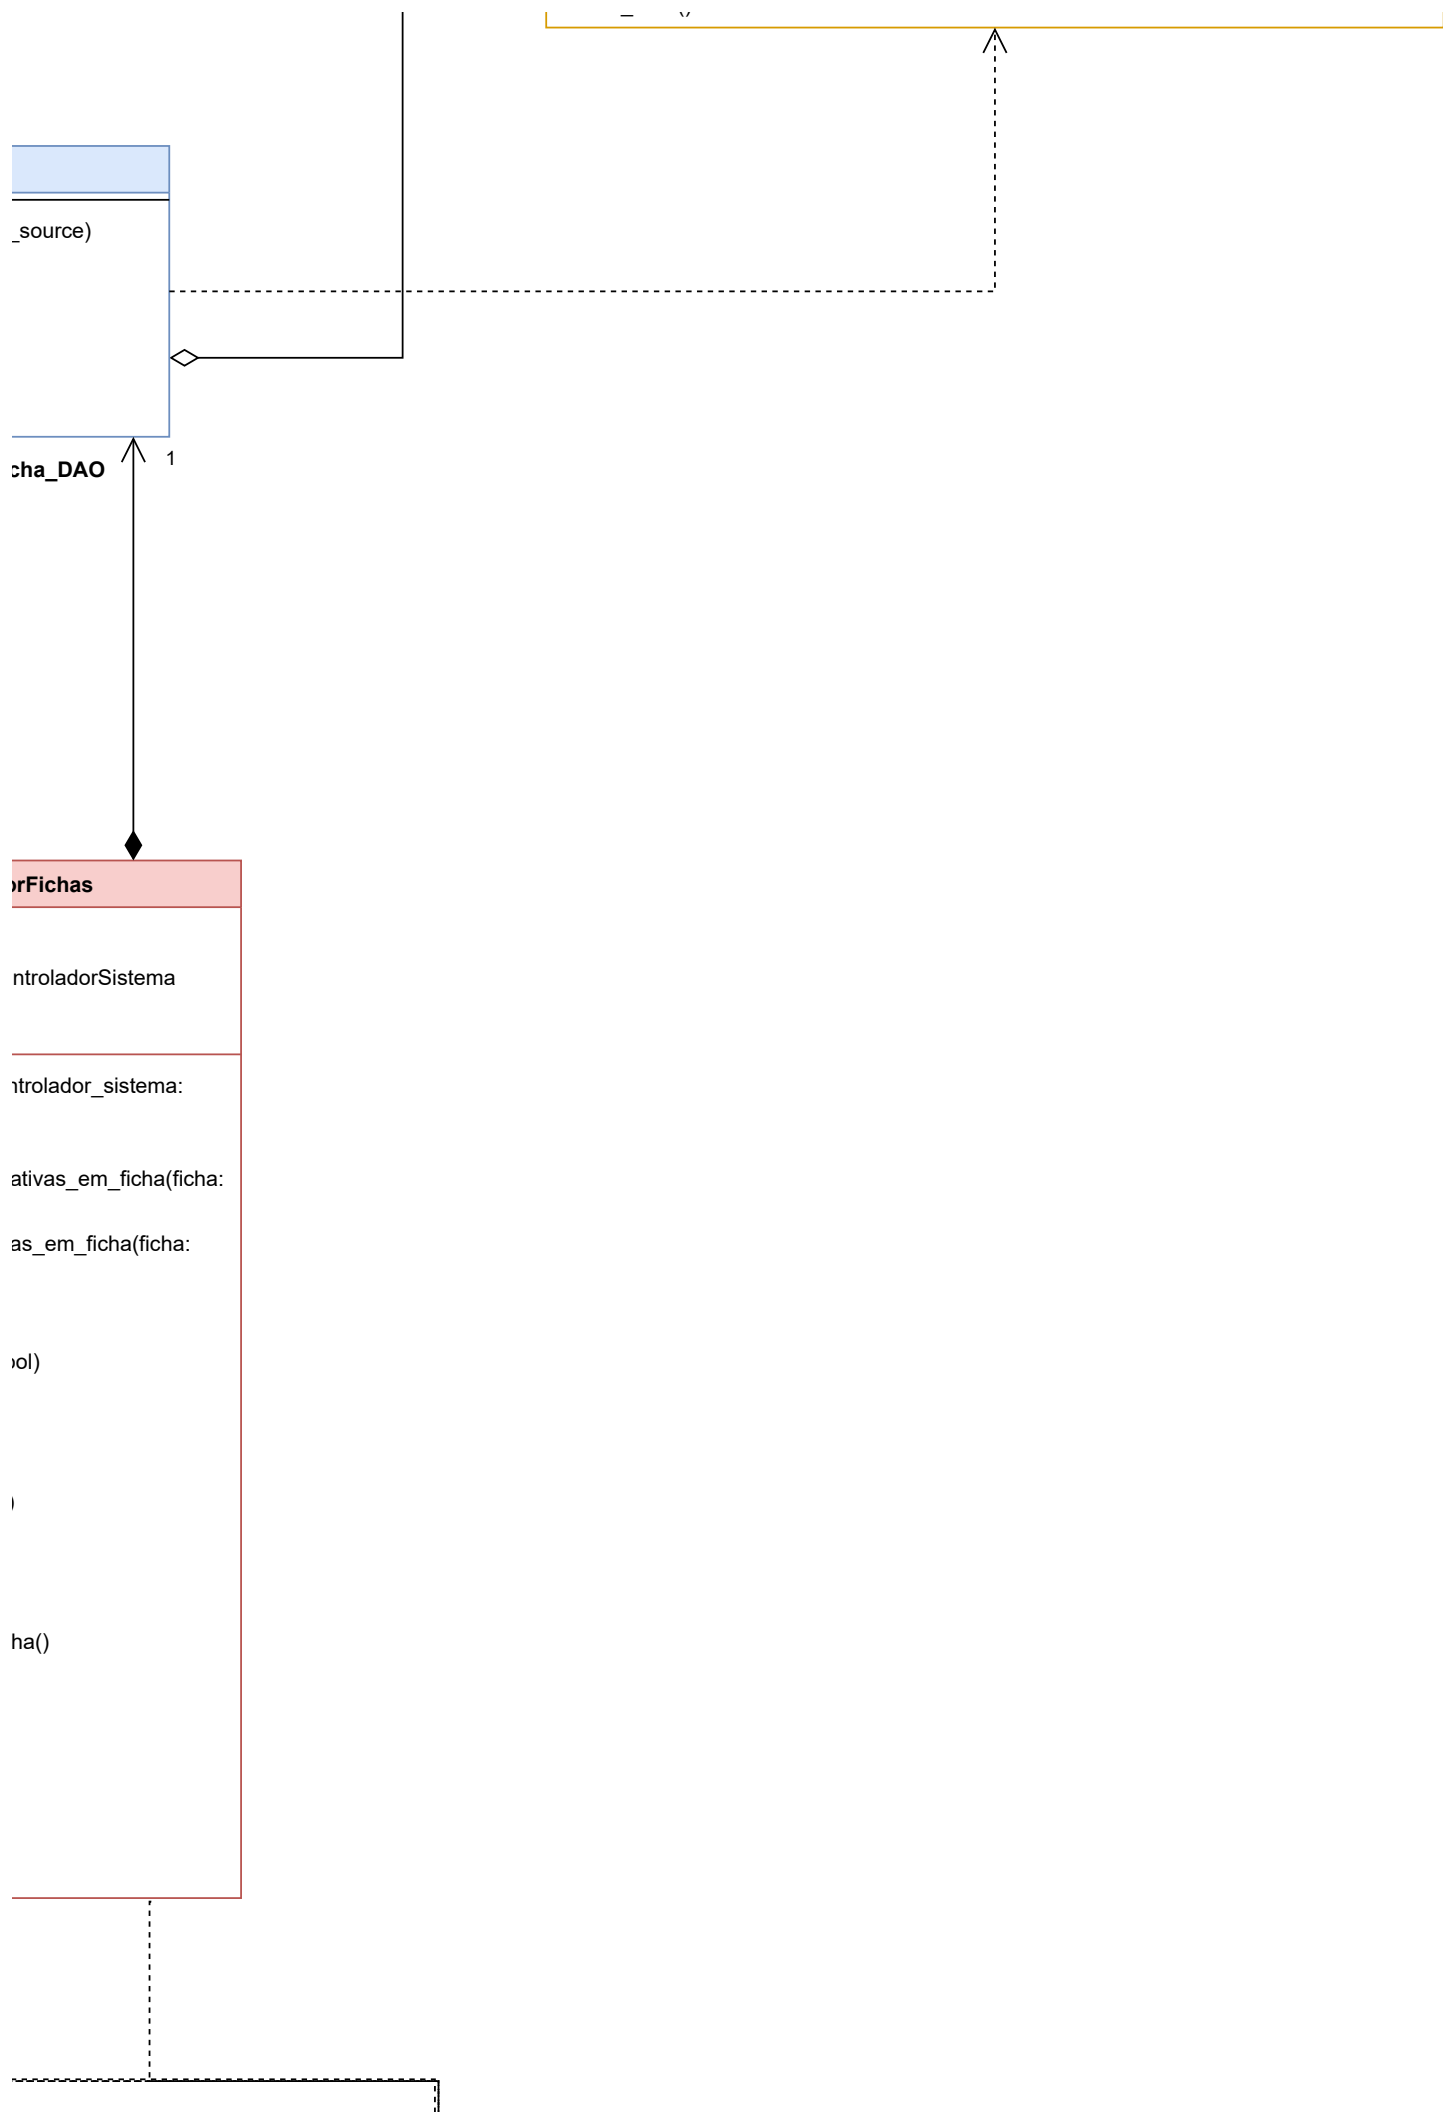 _source)
1
cha_DAO
orFichas
ntroladorSistema
ntrolador_sistema:
ativas_em_ficha(ficha:
as_em_ficha(ficha:
ool)
)
ha()